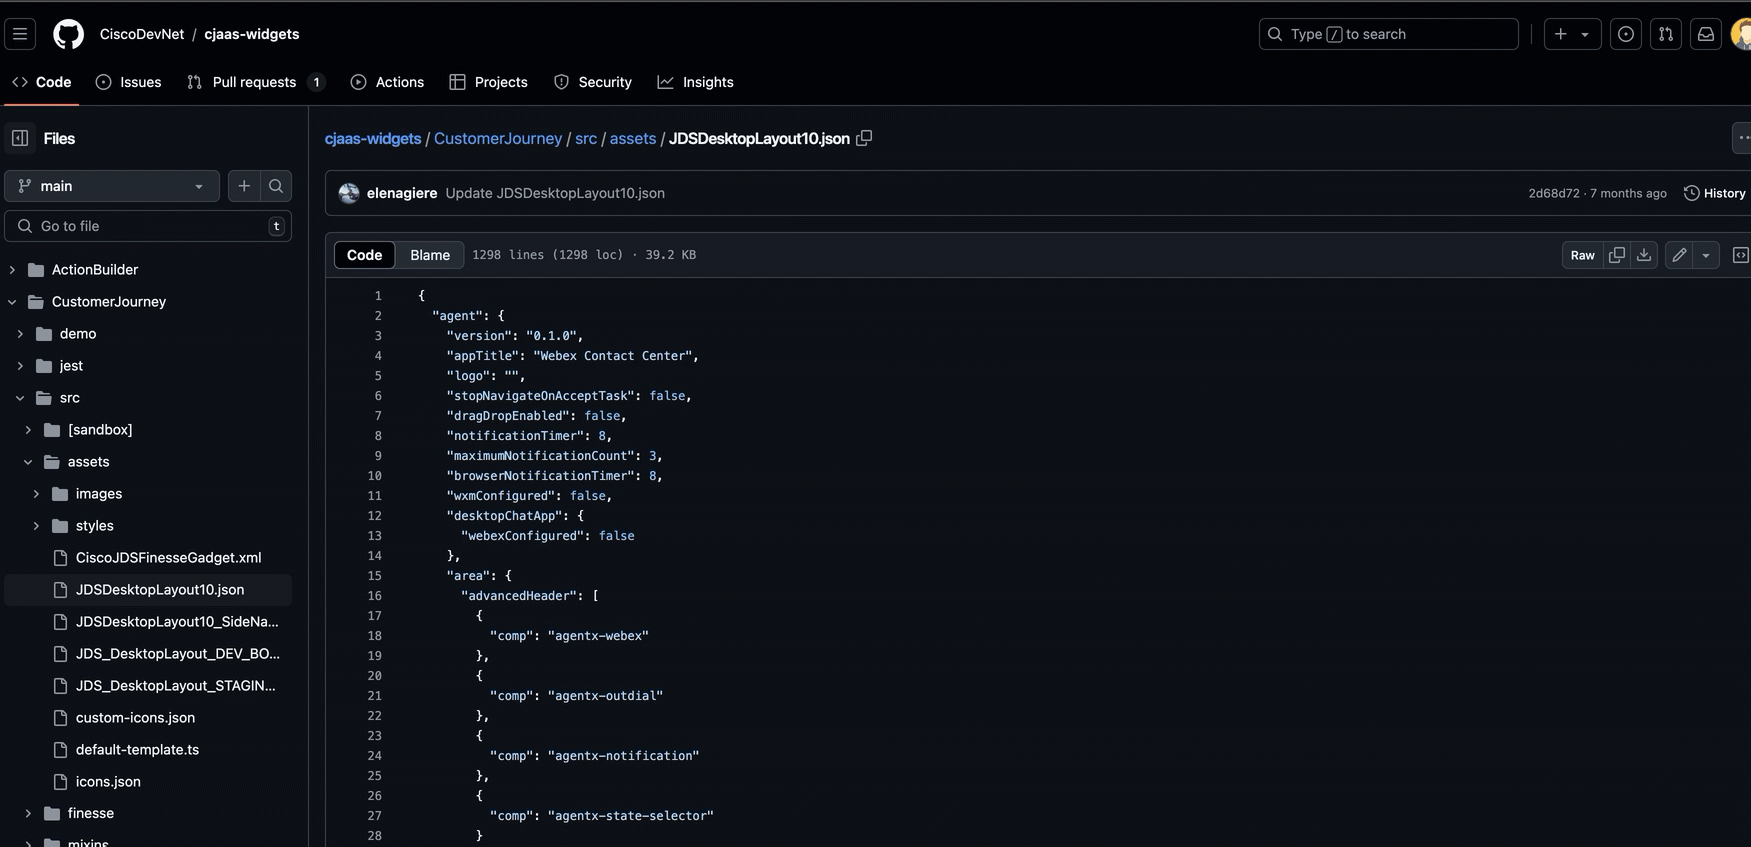 CiscoDevNet / cjaas-widgets
Type / to search
Code
Issues
Pull requests 1
Actions
Projects
Security
Insights
Files
main
Go to file
t
ActionBuilder
CustomerJourney
demo
jest
src
[sandbox]
assets
images
styles
CiscoJDSFinesseGadget.xml
JDSDesktopLayout10.json
JDSDesktopLayout10_SideNa...
JDS_DesktopLayout_DEV_BO...
JDS_DesktopLayout_STAGIN...
custom-icons.json
default-template.ts
icons.json
finesse
mixins
cjaas-widgets / CustomerJourney / src / assets / JDSDesktopLayout10.json
elenagiere Update JDSDesktopLayout10.json
2d68d72 · 7 months ago
History
Code
Blame
1298 lines (1298 loc) · 39.2 KB
Raw
1 {
2 "agent": {
3 "version": "0.1.0",
4 "appTitle": "Webex Contact Center",
5 "logo": "",
6 "stopNavigateOnAcceptTask": false,
7 "dragDropEnabled": false,
8 "notificationTimer": 8,
9 "maximumNotificationCount": 3,
10 "browserNotificationTimer": 8,
11 "wxmConfigured": false,
12 "desktopChatApp": {
13 "webexConfigured": false
14 },
15 "area": {
16 "advancedHeader": [
17 {
18 "comp": "agentx-webex"
19 },
20 {
21 "comp": "agentx-outdial"
22 },
23 {
24 "comp": "agentx-notification"
25 },
26 {
27 "comp": "agentx-state-selector"
28 }